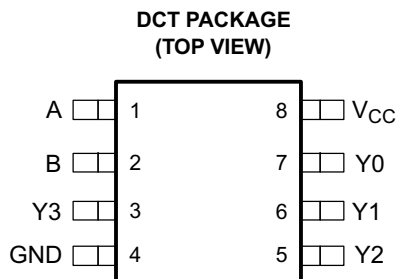 DCT PACKAGE
(TOP VIEW)
A 1 8 VCC
B 2 7 Y0
Y3 3 6 Y1
GND 4 5 Y2